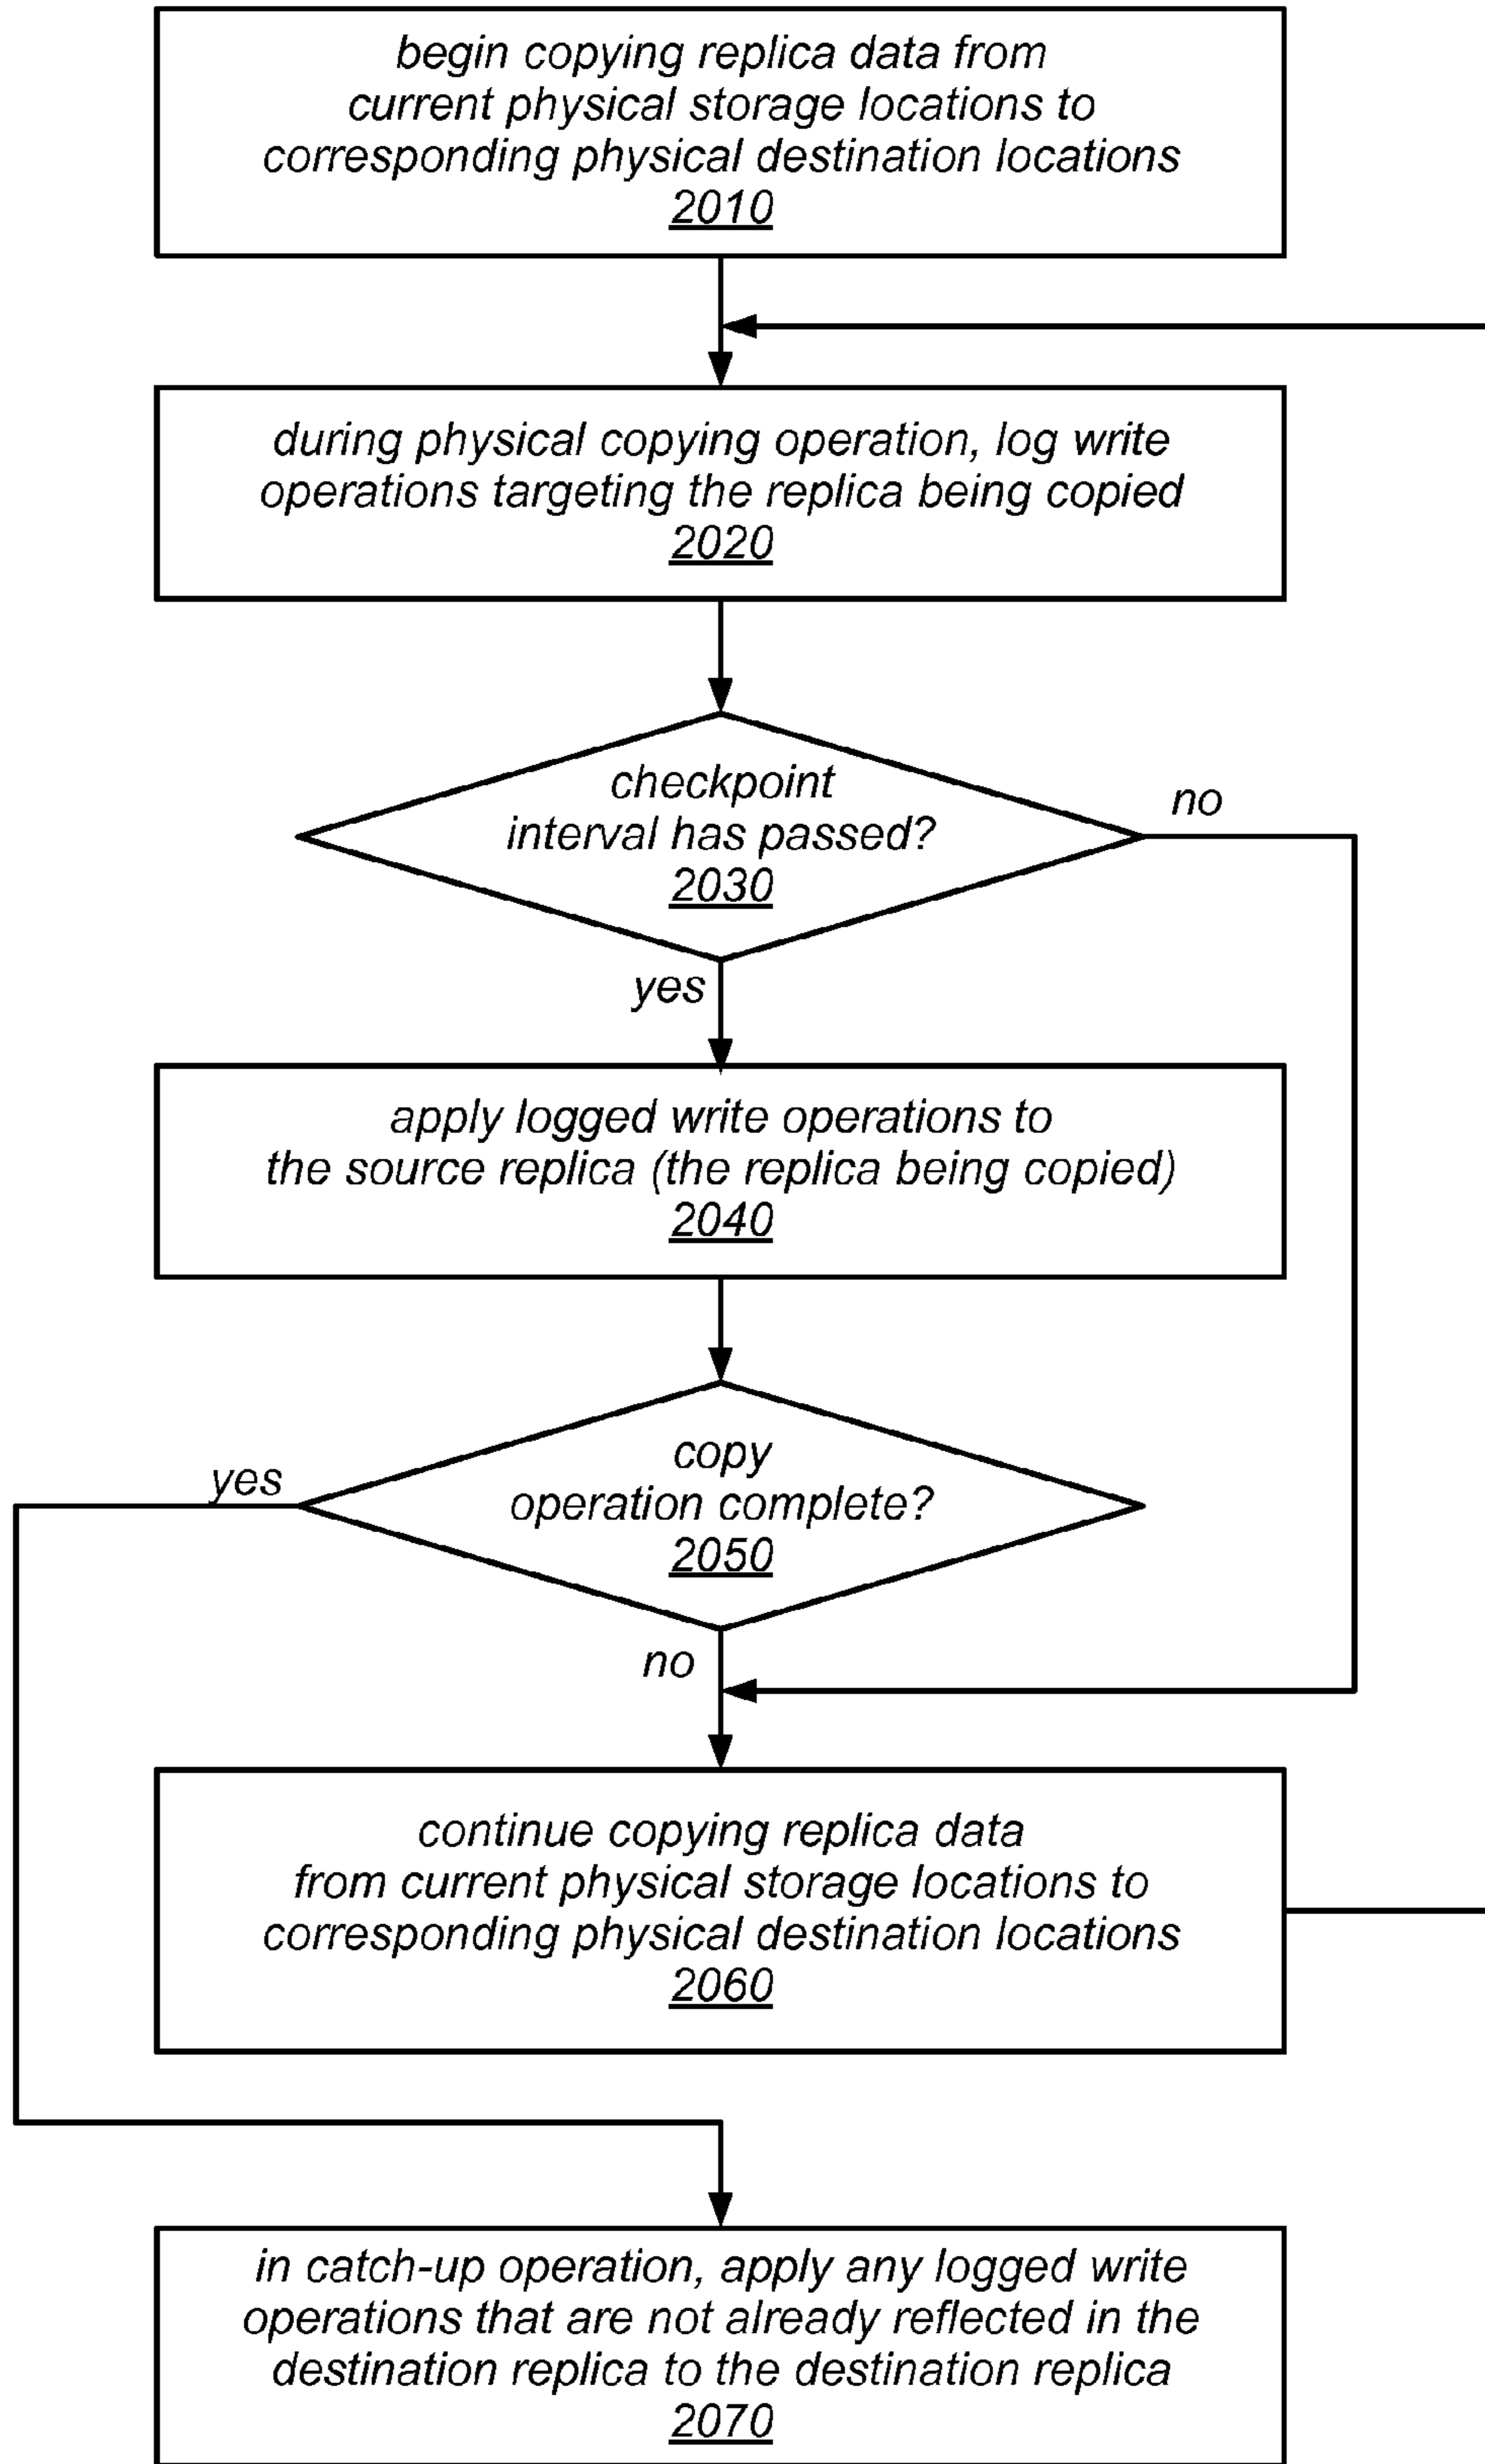 begin copying replica data from
current physical storage locations to
corresponding physical destination locations
2010
during physical copying operation, log write
operations targeting the replica being copied
2020
checkpoint
interval has passed?
2030
no
yes
apply logged write operations to
the source replica (the replica being copied)
2040
copy
operation complete?
2050
yes
no
continue copying replica data
from current physical storage locations to
corresponding physical destination locations
2060
in catch-up operation, apply any logged write
operations that are not already reflected in the
destination replica to the destination replica
2070